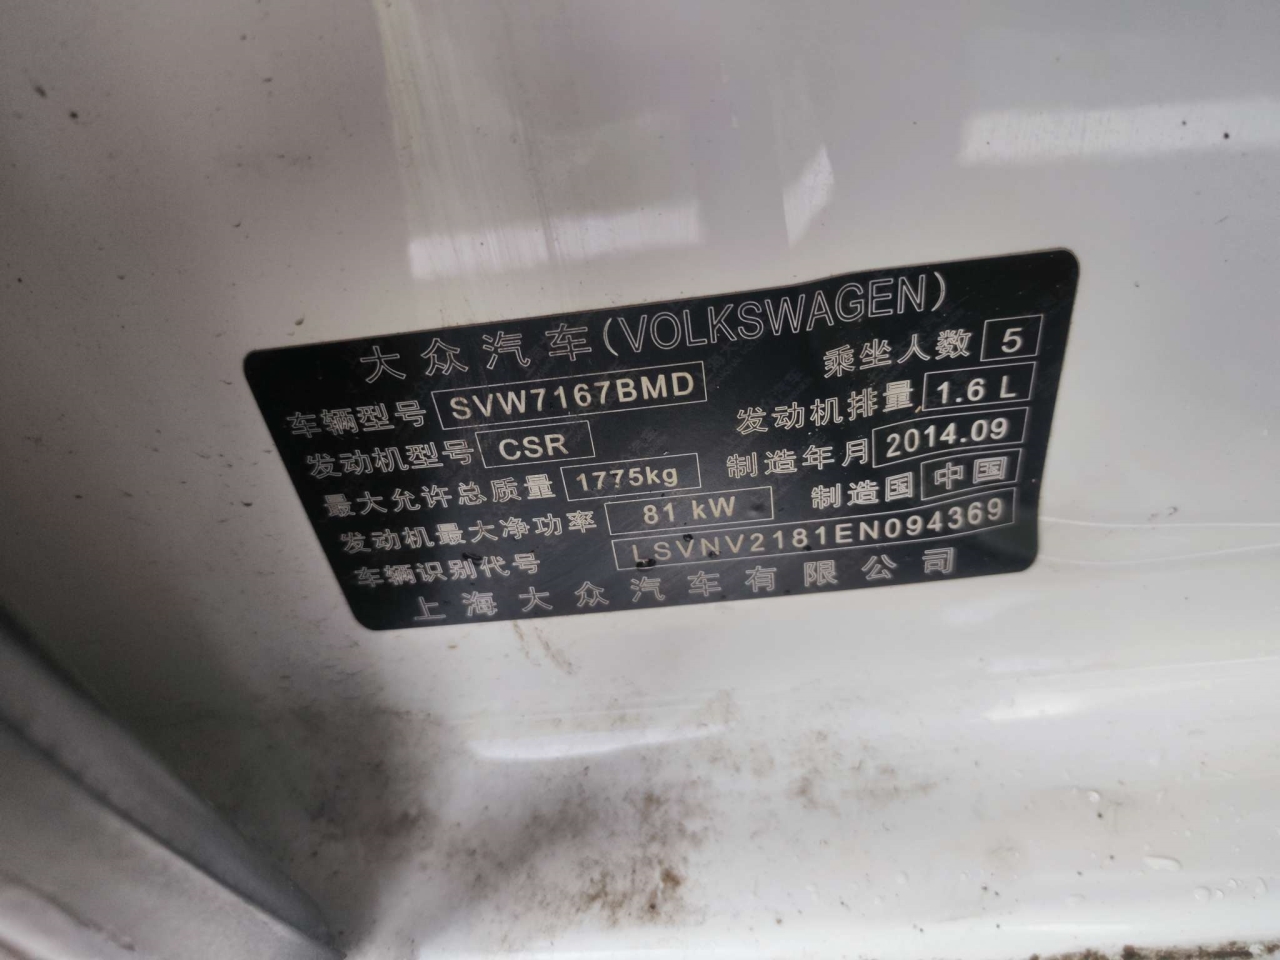 大众汽车(VOLKSWAGEN)
车辆型号 SVW7167BMD 乘坐人数 5
发动机型号 CSR 发动机排量 1.6 L
最大允许总质量 1775kg 制造年月 2014.09
发动机最大净功率 81 kW 制造国 中国
车辆识别代号 LSVNV2181EN094369
上海大众汽车有限公司